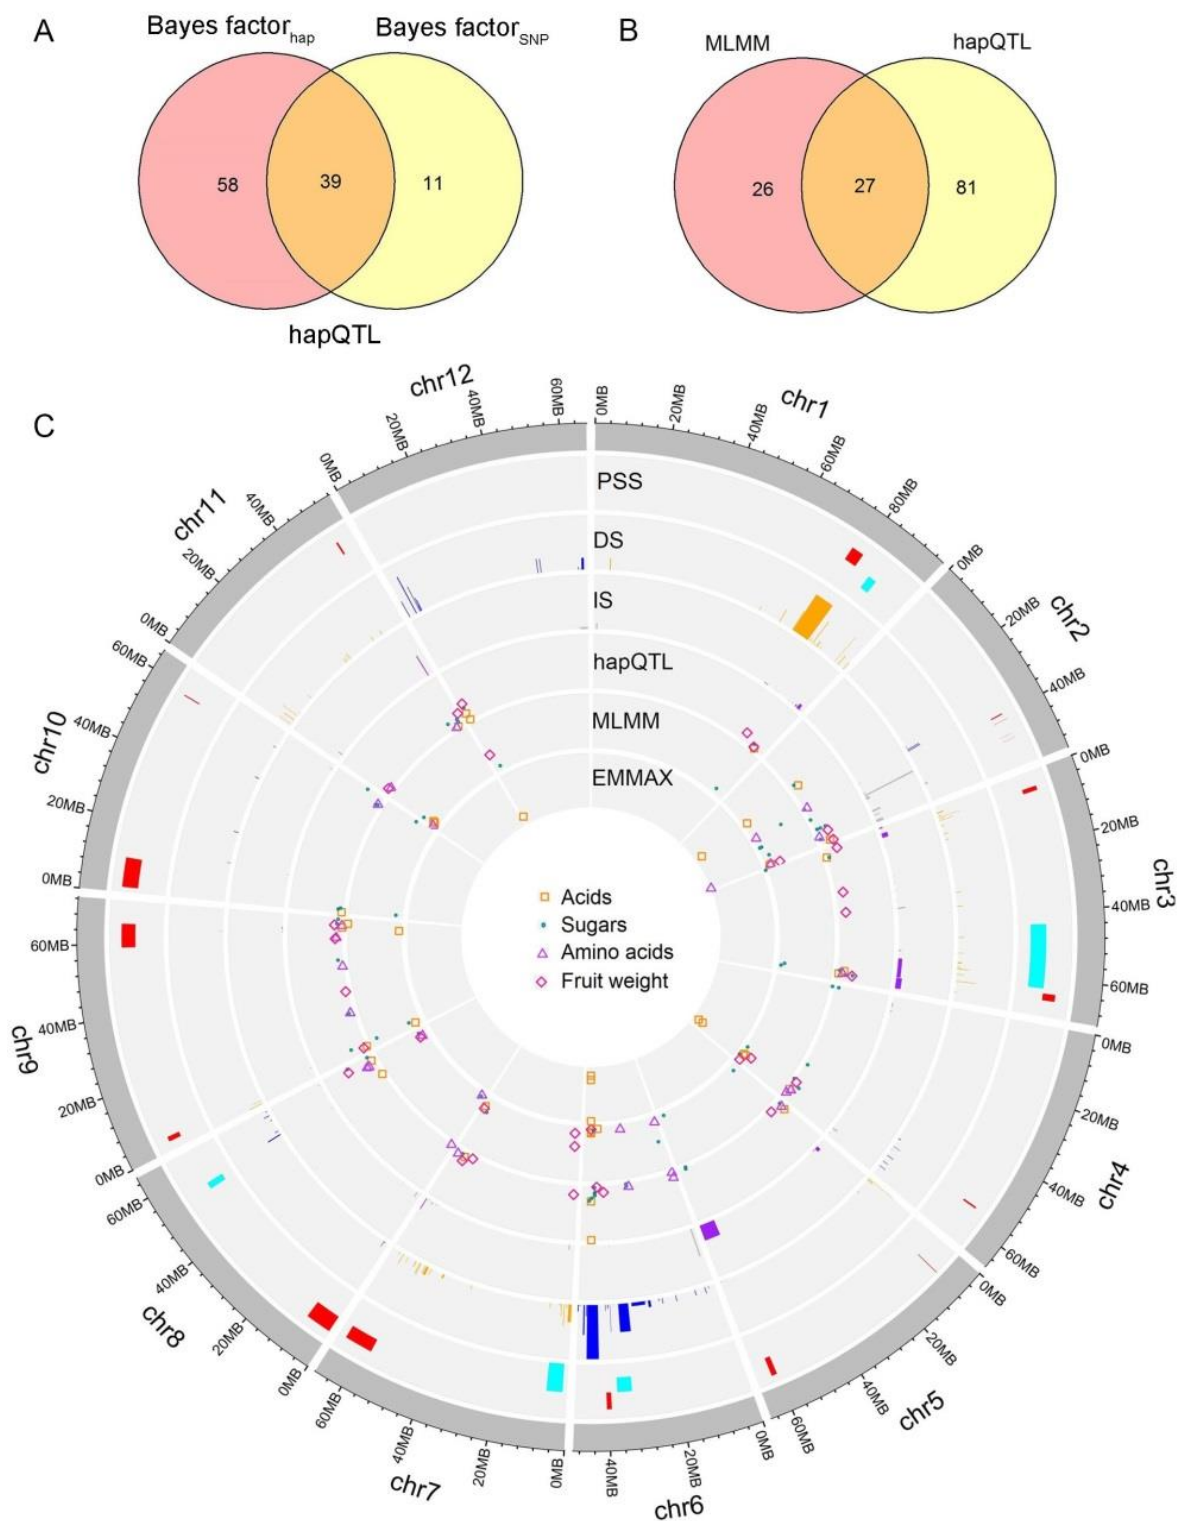 A
Bayes factor hap
Bayes factor SNP
58
39
11
hapQTL
B
MLMM
hapQTL
26
27
81
C
PSS
DS
IS
hapQTL
MLMM
EMMAX
Acids
Sugars
Amino acids
Fruit weight
chr1
0MB
20MB
40MB
60MB
80MB
chr2
0MB
20MB
40MB
chr3
0MB
20MB
40MB
60MB
chr4
0MB
20MB
40MB
60MB
chr5
0MB
20MB
40MB
60MB
chr6
0MB
20MB
40MB
chr7
0MB
20MB
40MB
60MB
chr8
0MB
20MB
40MB
60MB
chr9
0MB
20MB
40MB
60MB
chr10
0MB
20MB
40MB
60MB
chr11
0MB
20MB
40MB
chr12
0MB
20MB
40MB
60MB